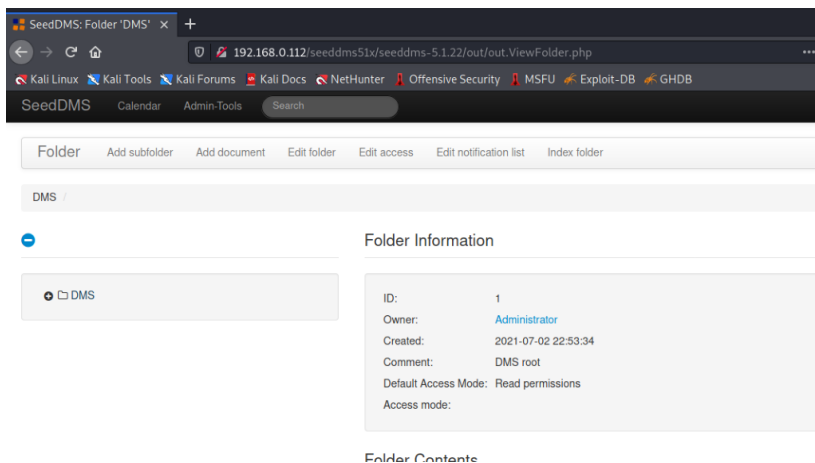 SeedDMS: Folder 'DMS' × +
192.168.0.112/seeddms51x/seeddms-5.1.22/out/out.ViewFolder.php ...
Kali Linux Kali Tools Kali Forums Kali Docs NetHunter Offensive Security MSFU Exploit-DB GHDB
SeedDMS Calendar Admin-Tools Search
Folder Add subfolder Add document Edit folder Edit access Edit notification list Index folder
DMS /
Folder Information
DMS
ID: 1
Owner: Administrator
Created: 2021-07-02 22:53:34
Comment: DMS root
Default Access Mode: Read permissions
Access mode:
Folder Contents